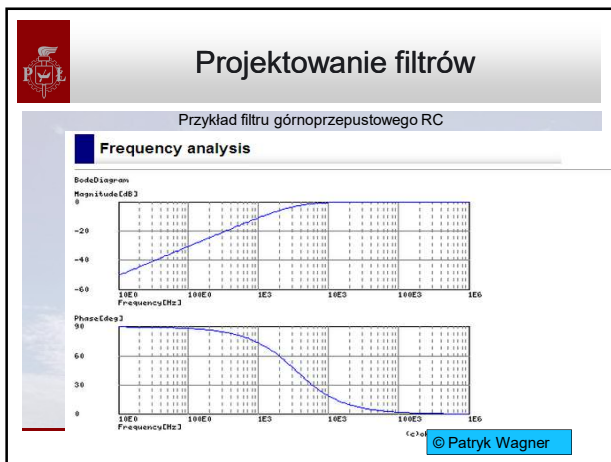 P Ł
Projektowanie filtrów
Przykład filtru górnoprzepustowego RC
Frequency analysis
BodeDiagram
Magnitude[dB]
0
-20
-40
-60
10E0 100E0 1E3 10E3 100E3 1E6
Frequency[Hz]
Phase[deg]
90
60
30
0
10E0 100E0 1E3 10E3 100E3 1E6
Frequency[Hz]
(c)ok
© Patryk Wagner